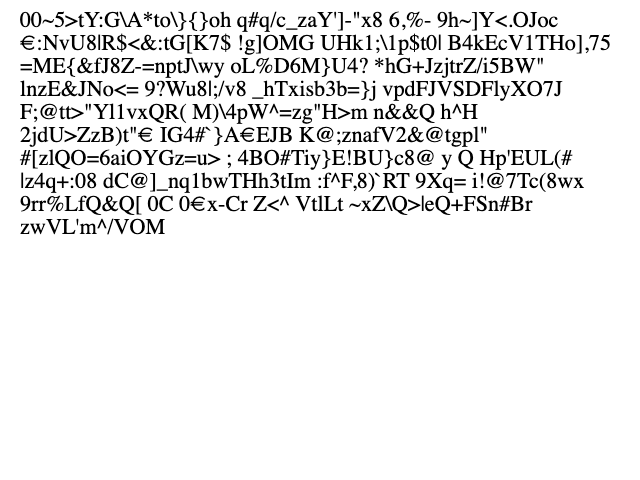 00~5>tY:G\A*to\}{}oh q#q/c_zaY']-"x8 6,%- 9h~]Y<.OJoc
€:NvU8|R$<&:tG[K7$ !g]OMG UHk1;\1p$t0| B4kEcV1THo],75
=ME{&fJ8Z-=nptJ\wy oL%D6M}U4? *hG+JzjtrZ/i5BW"
lnzE&JNo<= 9?Wu8|;/v8 _hTxisb3b=}j vpdFJVSDFlyXO7J
F;@tt>"Yl1vxQR( M)\4pW^=zg"H>m n&&Q h^H
2jdU>ZzB)t"€ IG4#`}A€EJB K@;znafV2&@tgpl"
#[zlQO=6aiOYGz=u> ; 4BO#Tiy}E!BU}c8@ y Q Hp'EUL(#
|z4q+:08 dC@]_nq1bwTHh3tIm :f^F,8)`RT 9Xq= i!@7Tc(8wx
9rr%LfQ&Q[ 0C 0€x-Cr Z<^ VtlLt ~xZ\Q>|eQ+FSn#Br
zwVL'm^/VOM